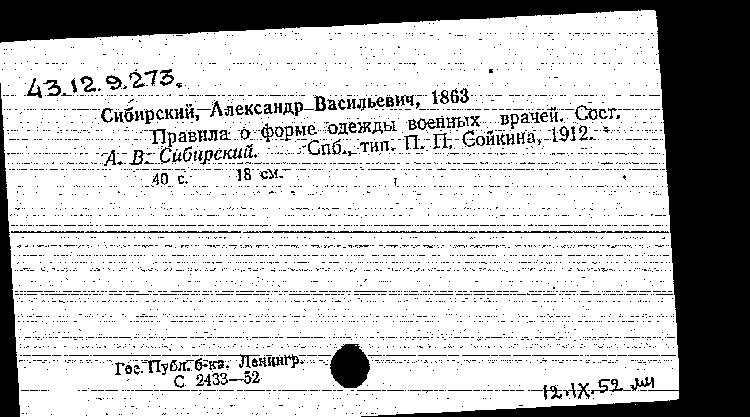 43.12.9.273.
Сибирский, Александр Васильевич, 1863
Правила о форме одежды военных врачей. Сост.
А. В. Сибирский. Спб., тип. П. П. Сойкина, 1912.
40 с. 18 см.
Гос. Публ. б-ка. Ленингр.
С 2433—52
12.IX.52